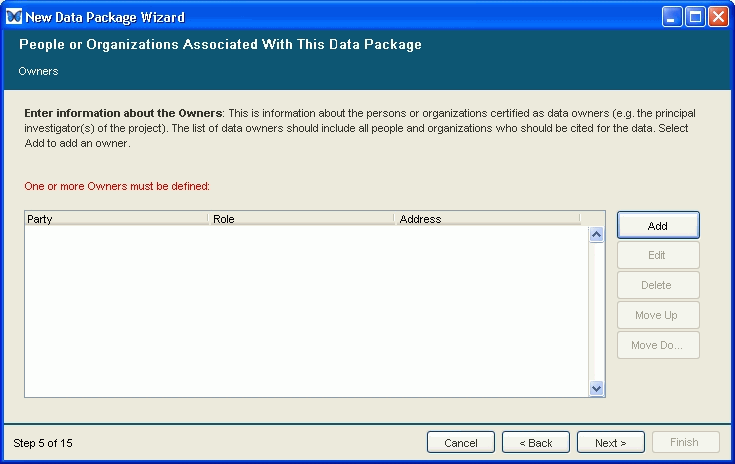 New Data Package Wizard
People or Organizations Associated With This Data Package
Owners
Enter information about the Owners: This is information about the persons or organizations certified as data owners (e.g. the principal
investigator(s) of the project). The list of data owners should include all people and organizations who should be cited for the data. Select
Add to add an owner.
One or more Owners must be defined:
Party Role Address
Add
Edit
Delete
Move Up
Move Do...
Step 5 of 15 Cancel < Back Next > Finish